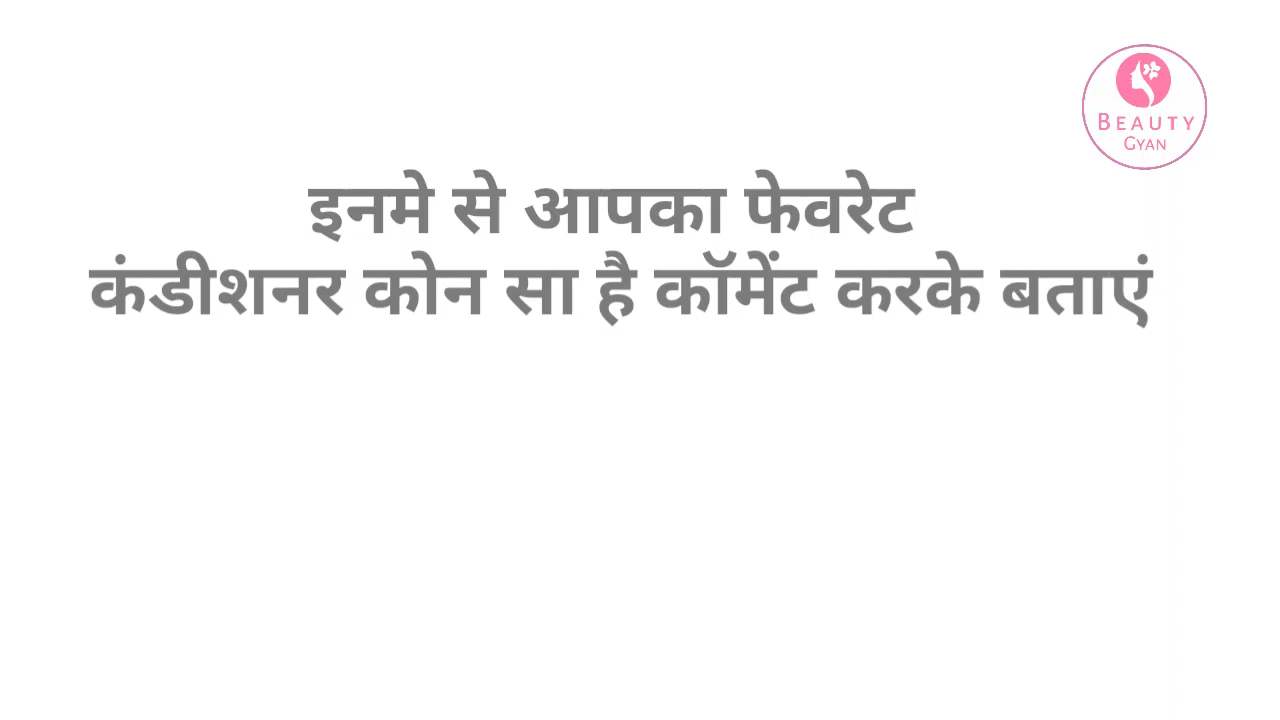 BEAUTY
GYAN
इनमे से आपका फेवरेट
कंडीशनर कोन सा है कॉमेंट करके बताएं